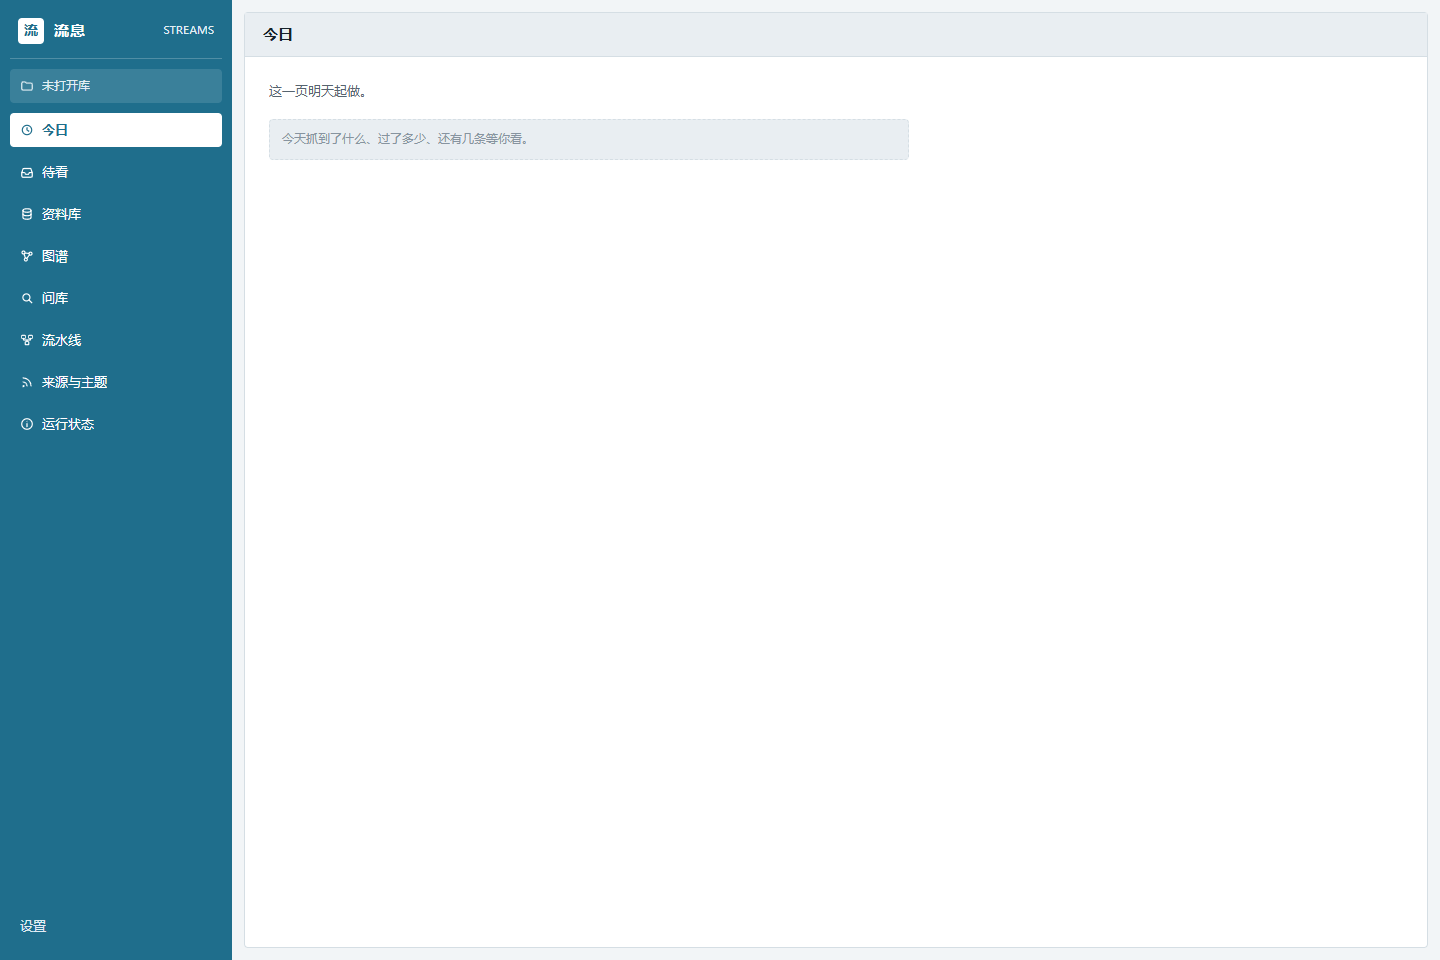 流 流息 STREAMS
未打开库
今日
待看
资料库
图谱
问库
流水线
来源与主题
运行状态
设置
今日
这一页明天起做。
今天抓到了什么、过了多少、还有几条等你看。